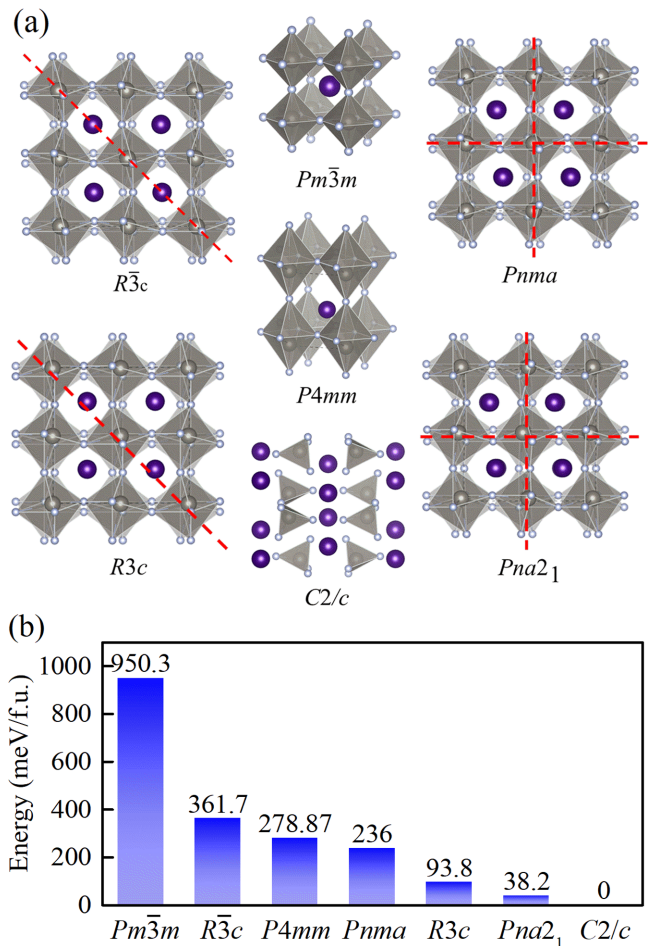 (a)
R3̅c
Pm3̅m
Pnma
P4mm
R3c
C2/c
Pna2₁
(b)
Energy (meV/f.u.)
1000
800
600
400
200
0
950.3
361.7
278.87
236
93.8
38.2
0
Pm3̅m R3̅c P4mm Pnma R3c Pna2₁ C2/c